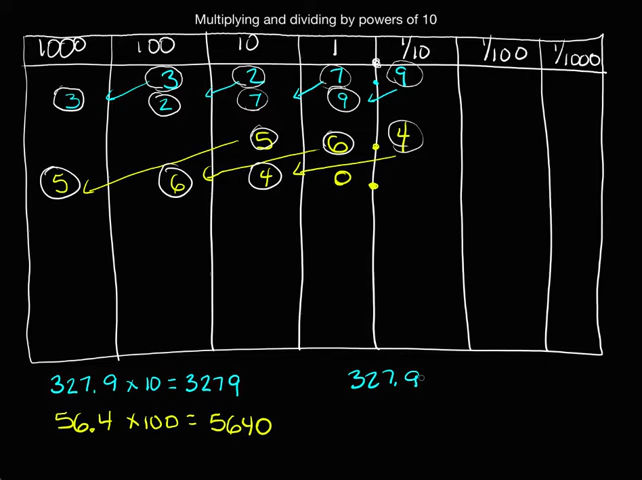 Multiplying and dividing by powers of 10
1000 100 10 1 1/10 1/100 1/1000
3 2 7 . 9
3 2 7 9
5 6 . 4
5 6 4 0 .
327.9 × 10 = 3279 327.9
56.4 × 100 = 5640